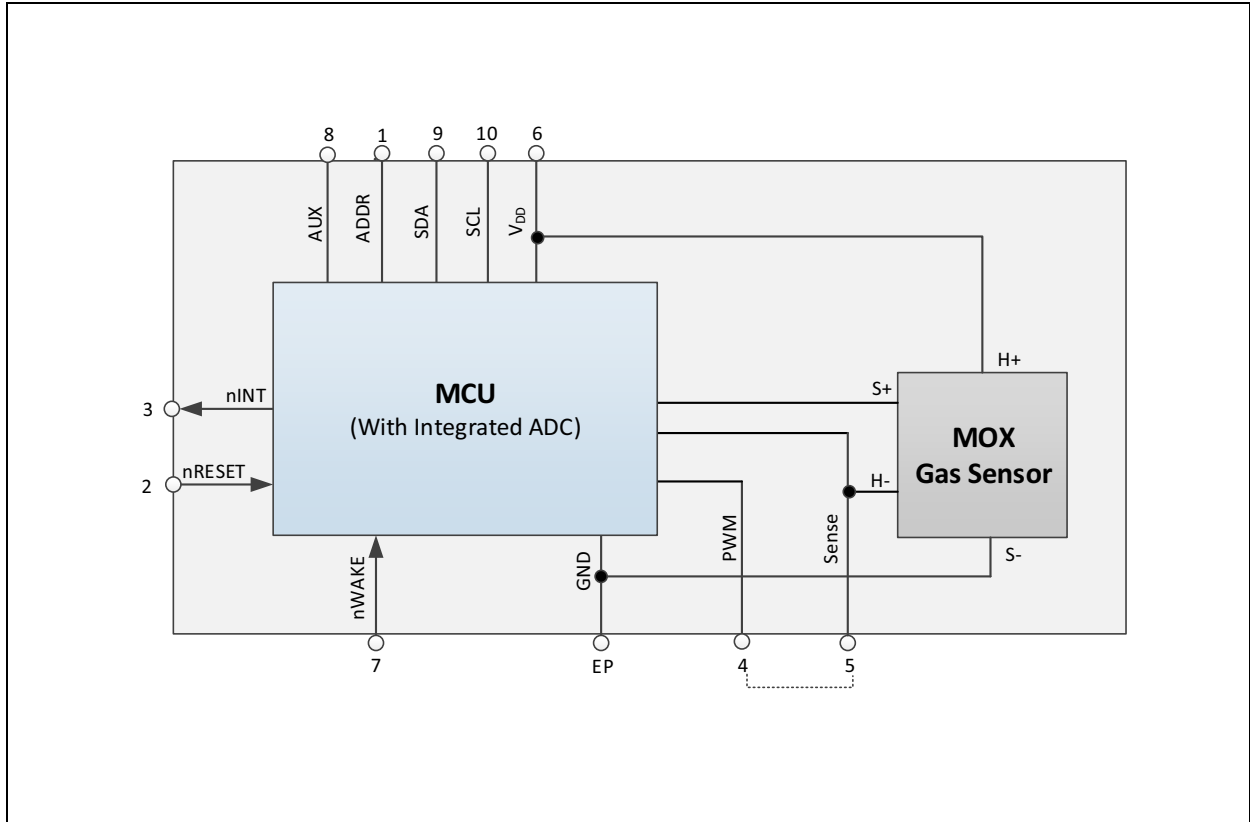 8 1 9 10 6
AUX ADDR SDA SCL VDD
H+
nINT
3
MCU
(With Integrated ADC)
S+
MOX
Gas Sensor
nRESET
2
H-
nWAKE
GND
PWM
Sense
S-
7 EP 4 5